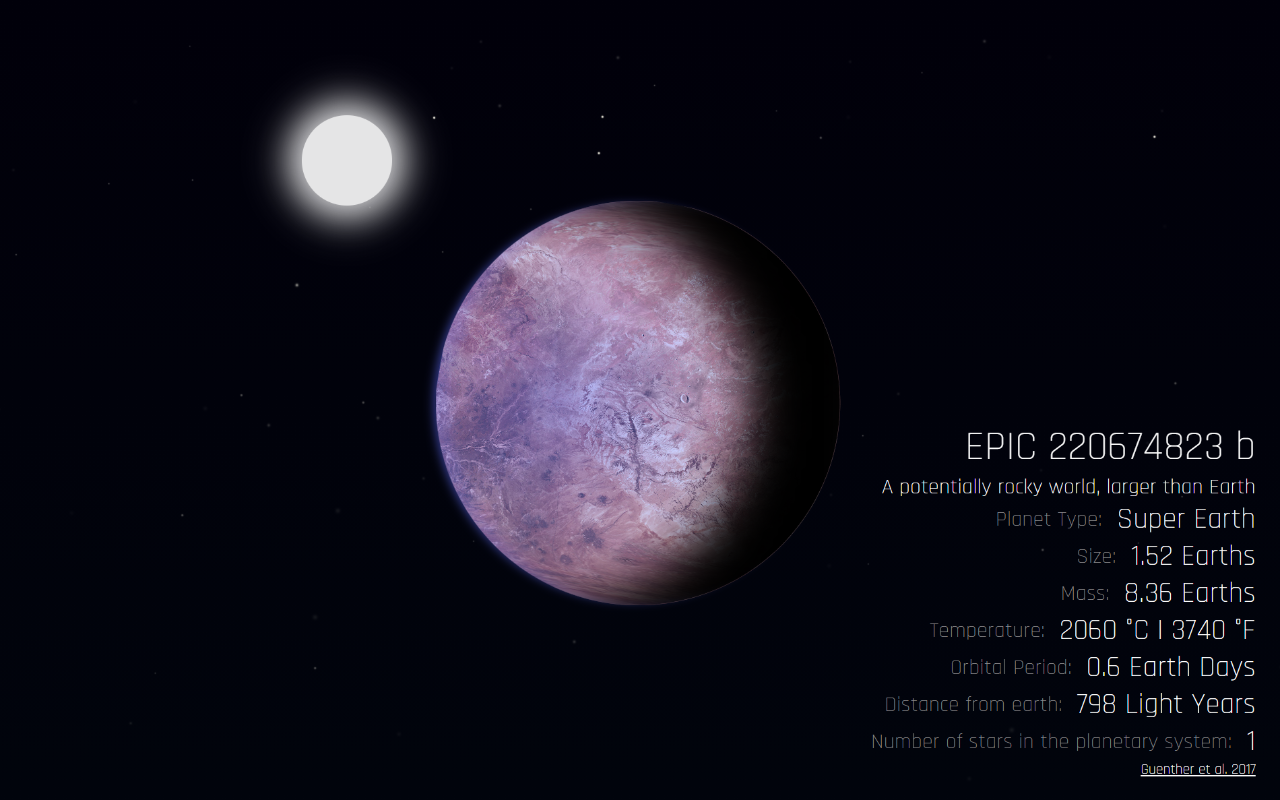 EPIC 220674823 b
A potentially rocky world, larger than Earth
Planet Type: Super Earth
Size: 1.52 Earths
Mass: 8.36 Earths
Temperature: 2060 °C | 3740 °F
Orbital Period: 0.6 Earth Days
Distance from earth: 798 Light Years
Number of stars in the planetary system: 1
Guenther et al. 2017